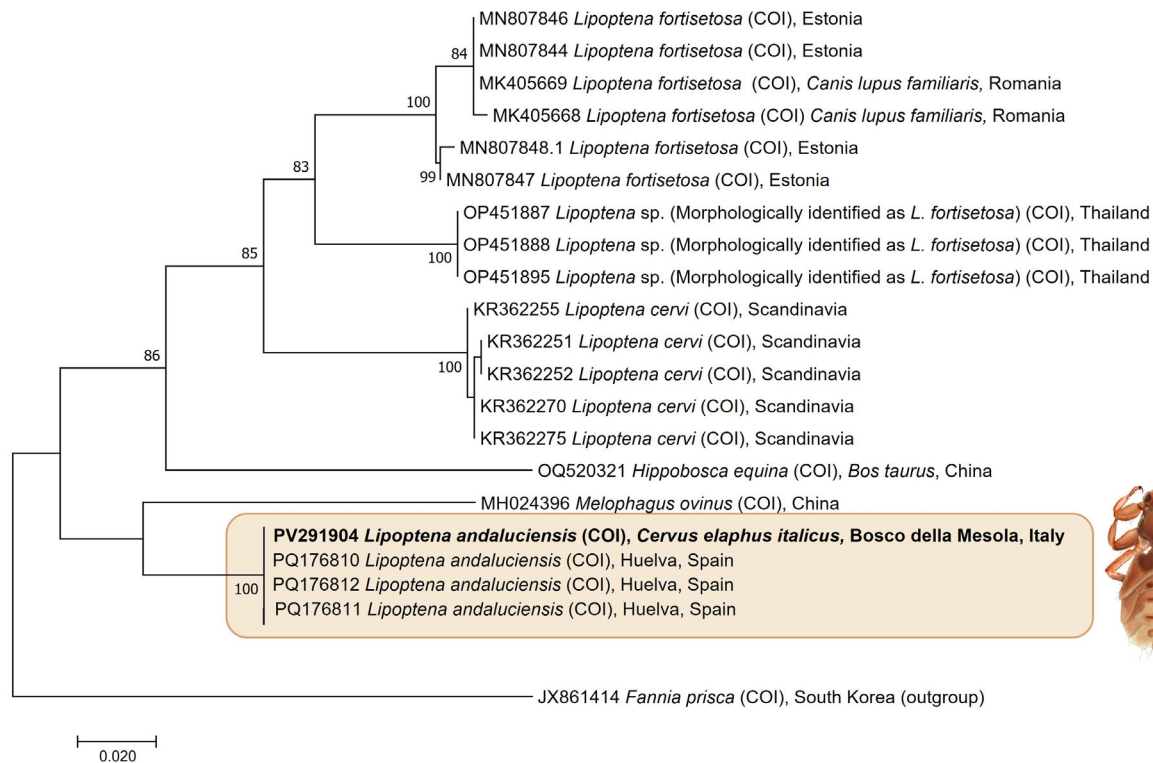 MN807846 Lipoptena fortisetosa (COI), Estonia
84
MN807844 Lipoptena fortisetosa (COI), Estonia
MK405669 Lipoptena fortisetosa (COI), Canis lupus familiaris, Romania
100
MK405668 Lipoptena fortisetosa (COI) Canis lupus familiaris, Romania
MN807848.1 Lipoptena fortisetosa (COI), Estonia
83
99
MN807847 Lipoptena fortisetosa (COI), Estonia
OP451887 Lipoptena sp. (Morphologically identified as L. fortisetosa) (COI), Thailand
OP451888 Lipoptena sp. (Morphologically identified as L. fortisetosa) (COI), Thailand
85
100
OP451895 Lipoptena sp. (Morphologically identified as L. fortisetosa) (COI), Thailand
KR362255 Lipoptena cervi (COI), Scandinavia
KR362251 Lipoptena cervi (COI), Scandinavia
86
100
KR362252 Lipoptena cervi (COI), Scandinavia
KR362270 Lipoptena cervi (COI), Scandinavia
KR362275 Lipoptena cervi (COI), Scandinavia
OQ520321 Hippobosca equina (COI), Bos taurus, China
MH024396 Melophagus ovinus (COI), China
PV291904 Lipoptena andaluciensis (COI), Cervus elaphus italicus, Bosco della Mesola, Italy
PQ176810 Lipoptena andaluciensis (COI), Huelva, Spain
PQ176812 Lipoptena andaluciensis (COI), Huelva, Spain
100
PQ176811 Lipoptena andaluciensis (COI), Huelva, Spain
JX861414 Fannia prisca (COI), South Korea (outgroup)
0.020